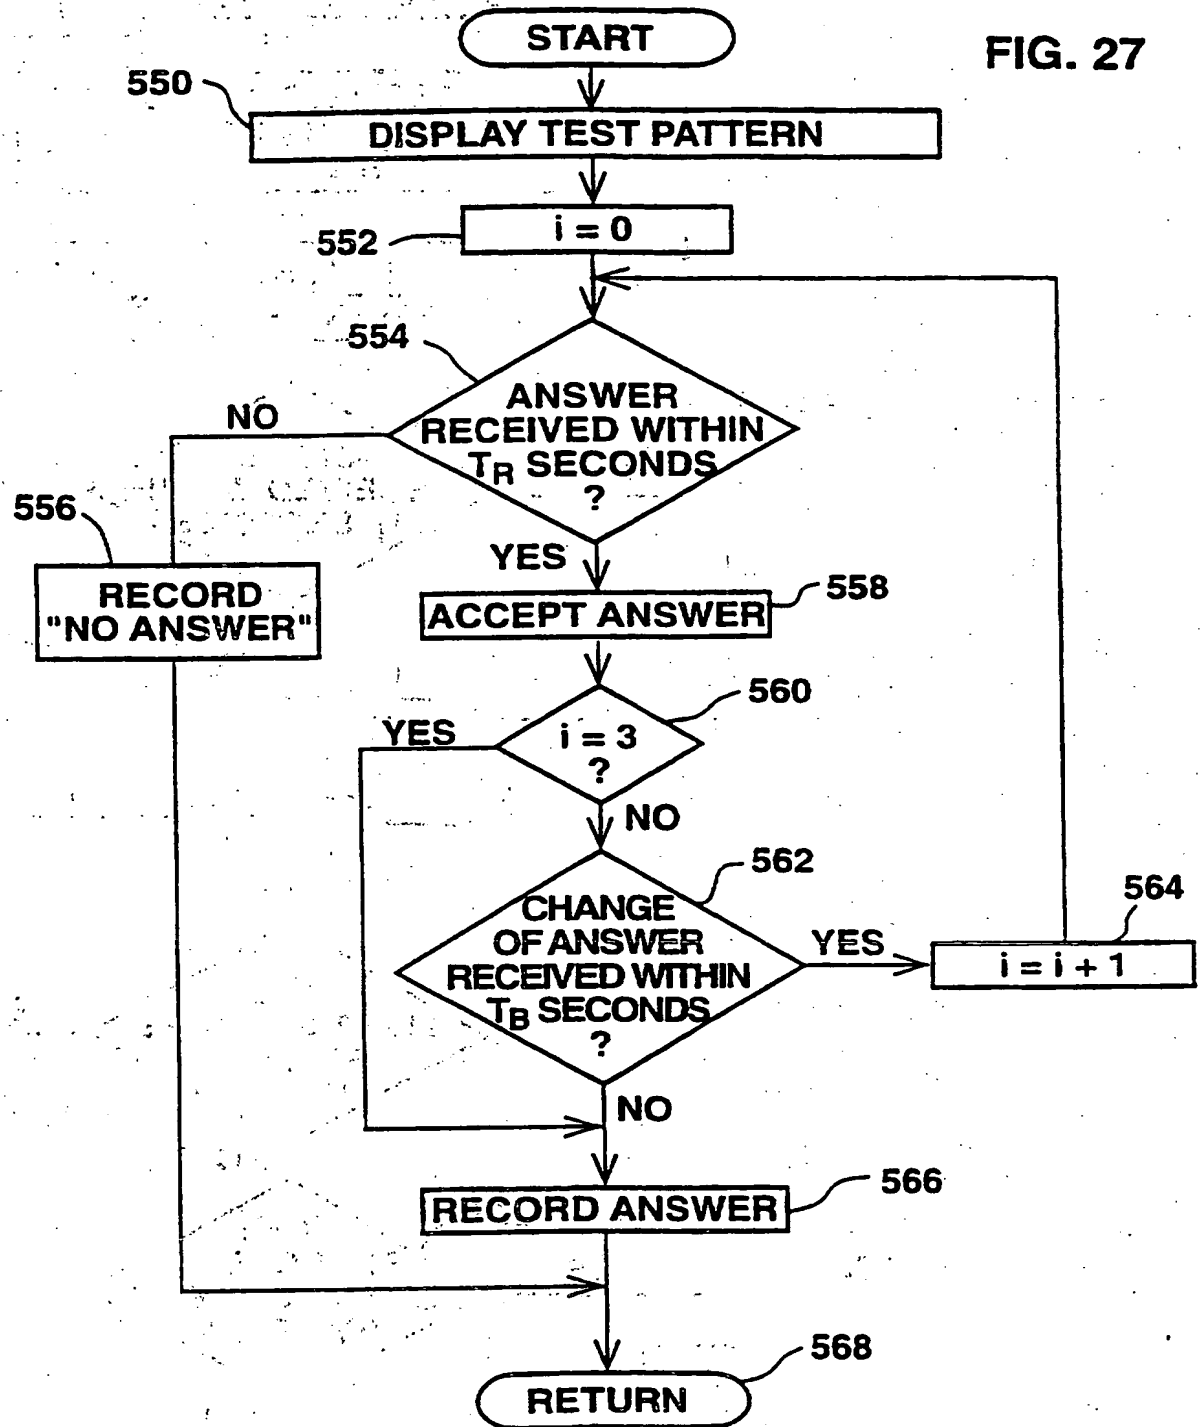 START
FIG. 27
550
DISPLAY TEST PATTERN
552
i = 0
554
ANSWER
RECEIVED WITHIN
TR SECONDS
?
NO
YES
556
RECORD
"NO ANSWER"
558
ACCEPT ANSWER
560
i = 3
?
YES
NO
562
CHANGE
OF ANSWER
RECEIVED WITHIN
TB SECONDS
?
YES
564
i = i + 1
NO
566
RECORD ANSWER
568
RETURN